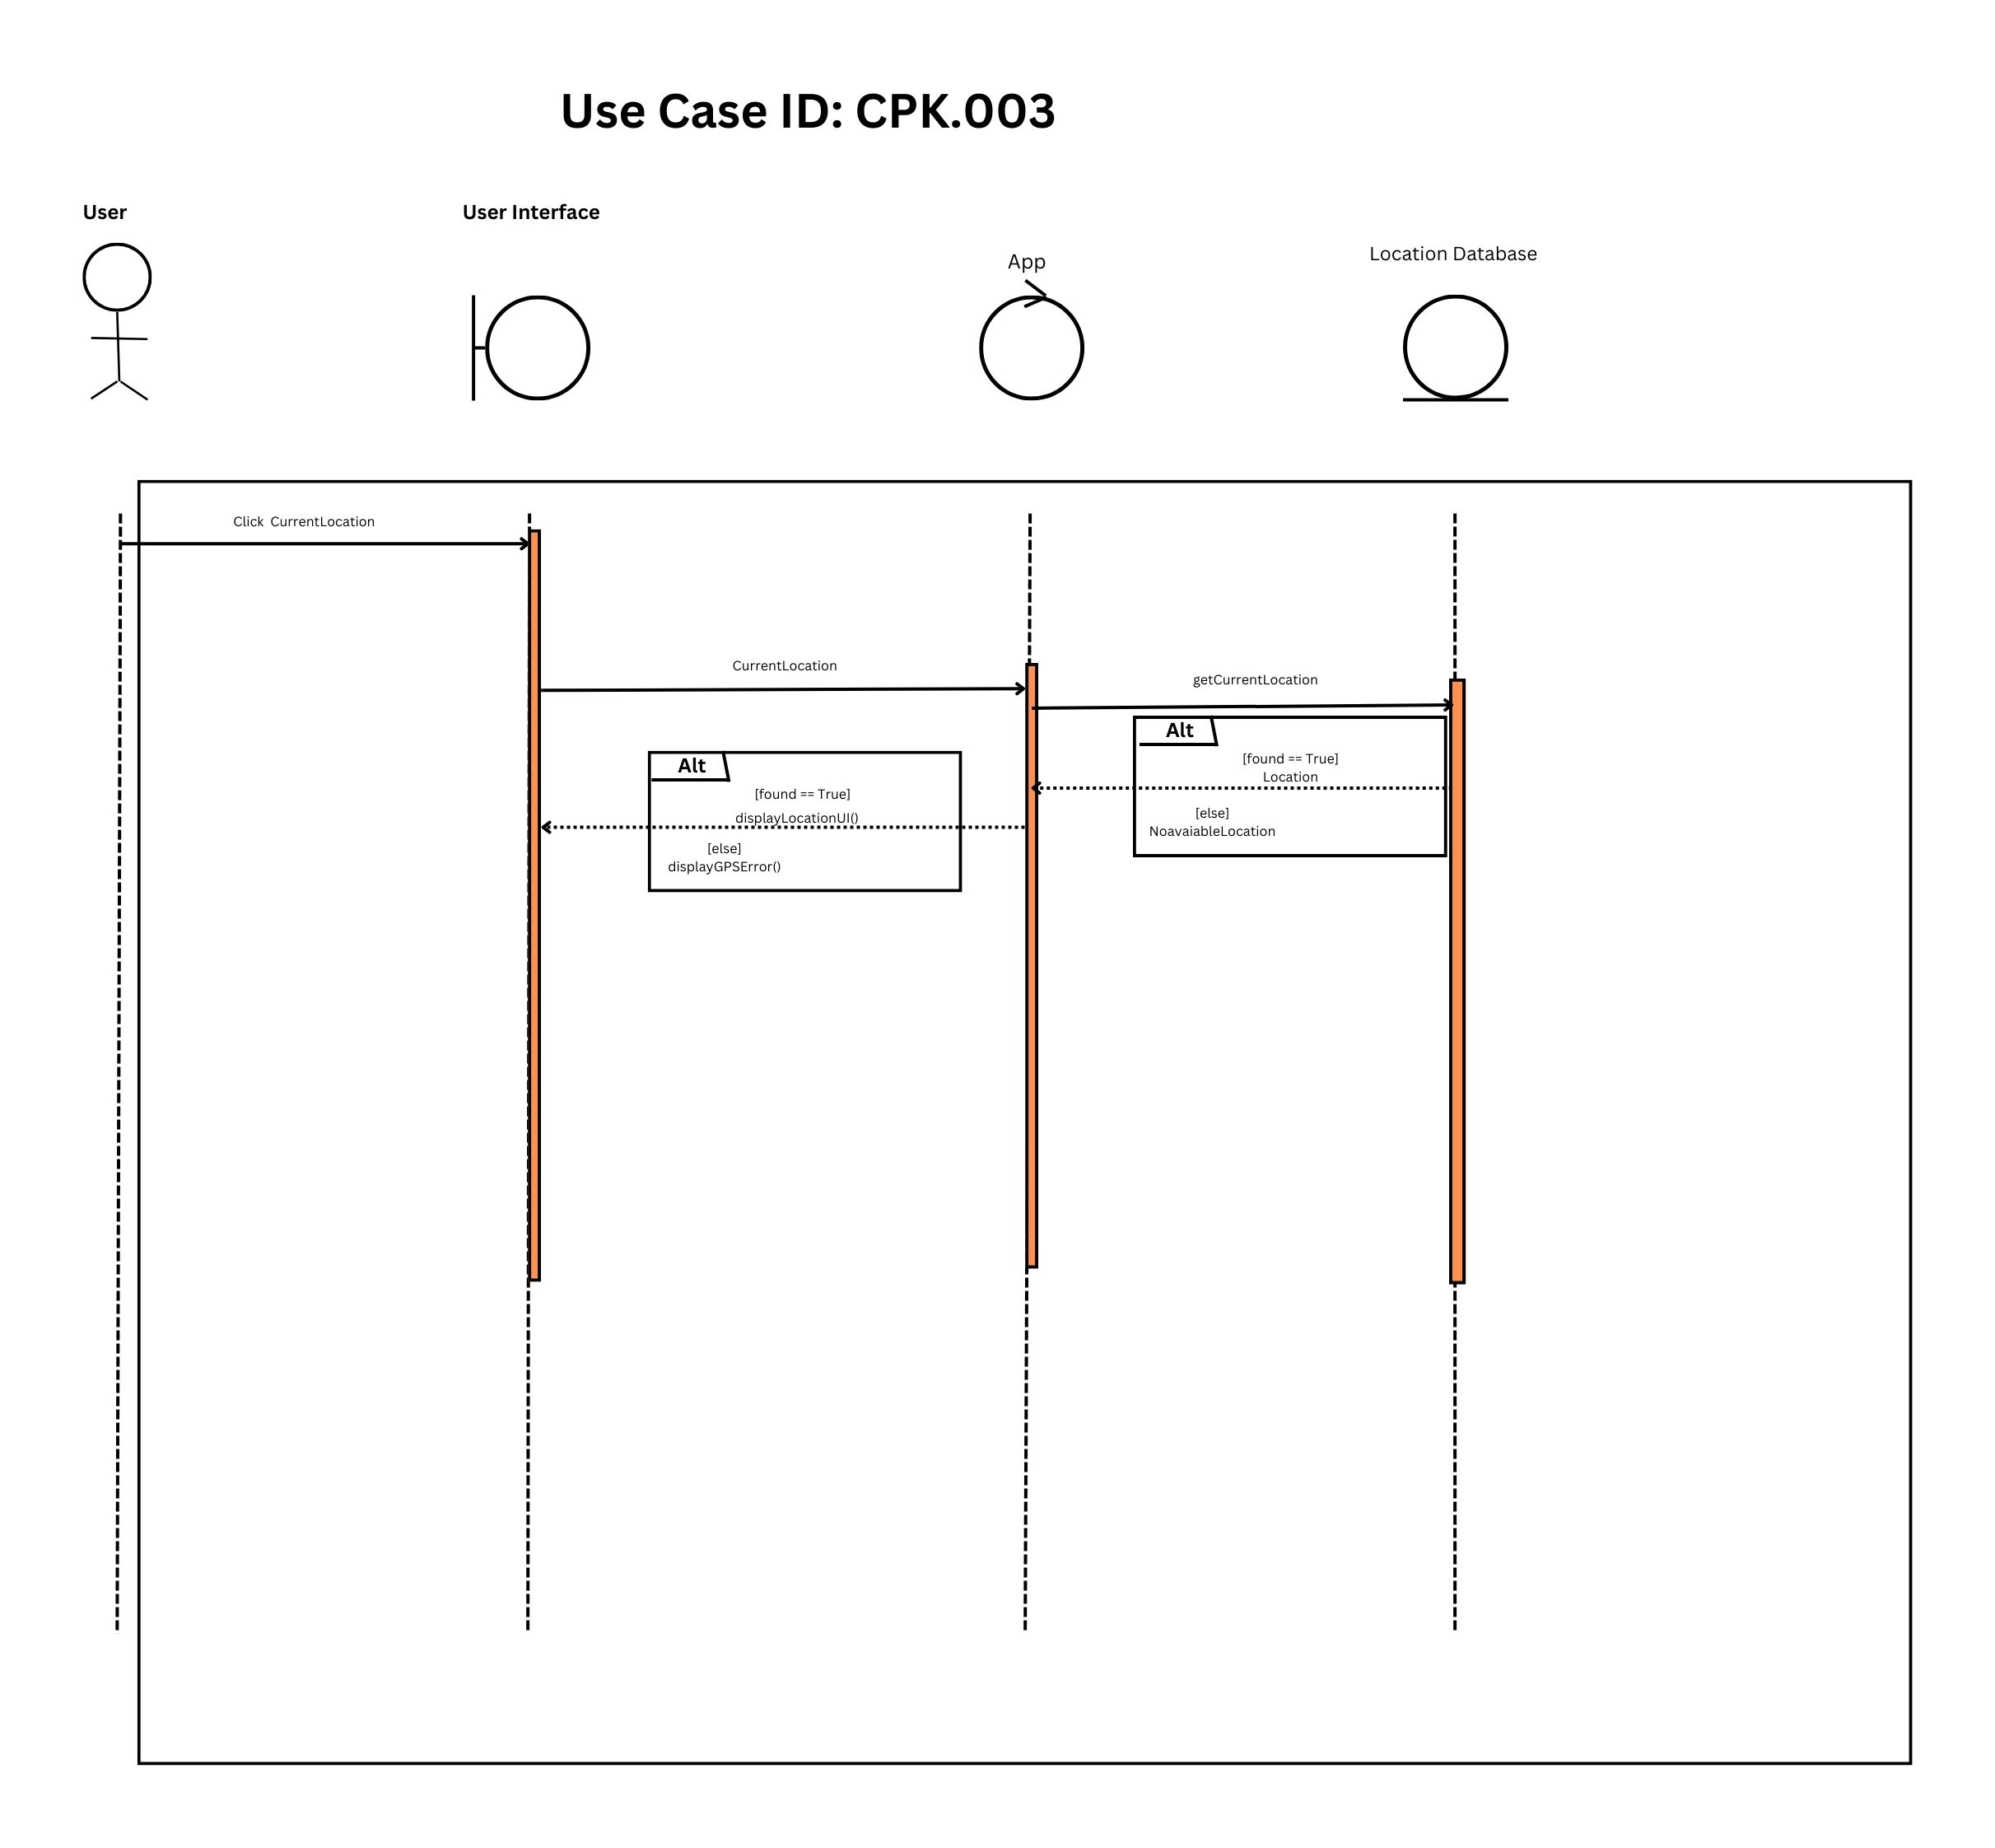 Use Case ID: CPK.003
User
User Interface
App
Location Database
Click CurrentLocation
CurrentLocation
getCurrentLocation
Alt
[found == True]
Location
[else]
NoavaiableLocation
Alt
[found == True]
displayLocationUI()
[else]
displayGPSError()